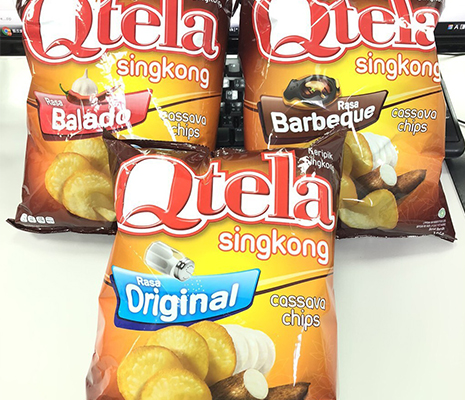 Qtela
singkong
Rasa
Balado
cassava
chips
Qtela
singkong
Rasa
Barbeque
cassava
chips
Keripik
Singkong
Qtela
singkong
Rasa
Original
cassava
chips